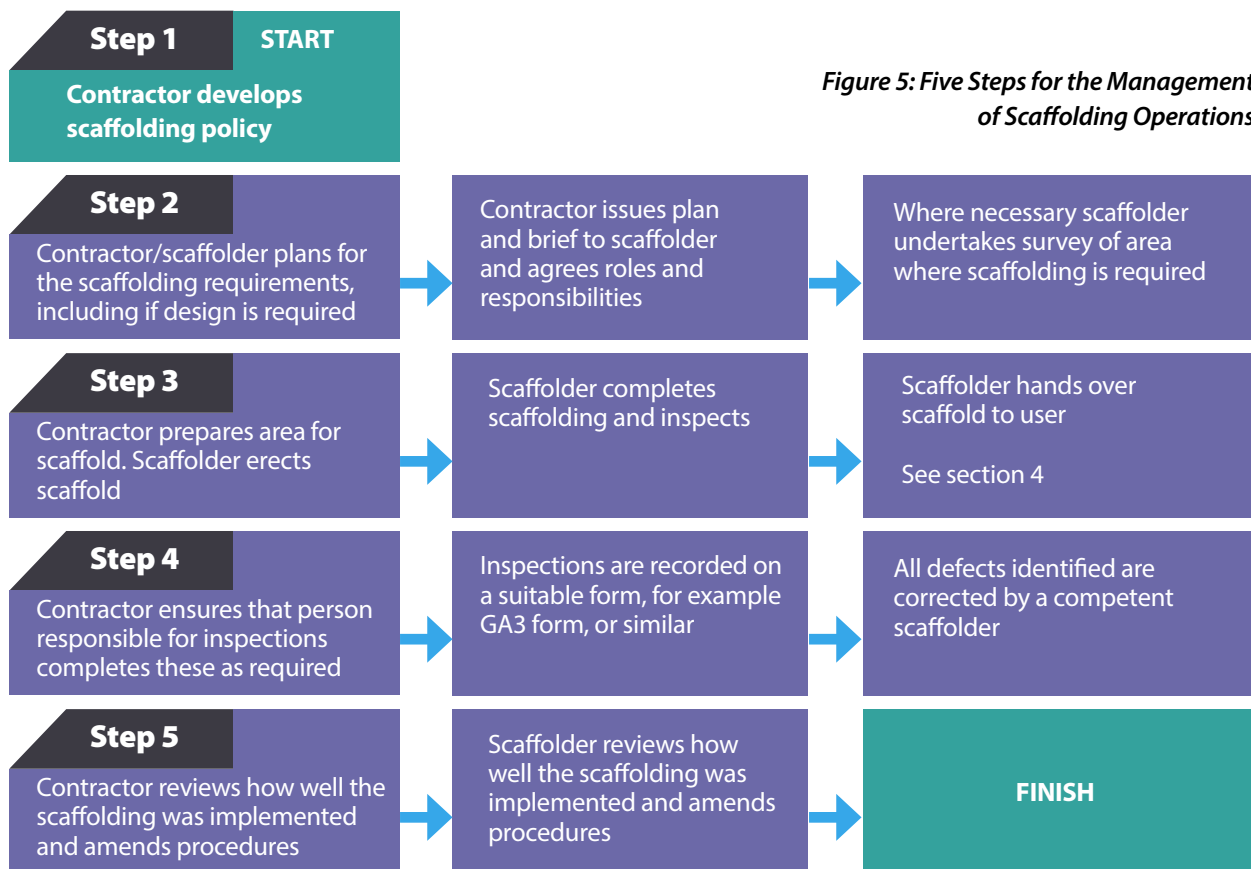 Step 1
START
Contractor develops
scaffolding policy
Figure 5: Five Steps for the Management
of Scaffolding Operations
Step 2
Contractor/scaffolder plans for
the scaffolding requirements,
including if design is required
Contractor issues plan
and brief to scaffolder
and agrees roles and
responsibilities
Where necessary scaffolder
undertakes survey of area
where scaffolding is required
Step 3
Contractor prepares area for
scaffold. Scaffolder erects
scaffold
Scaffolder completes
scaffolding and inspects
Scaffolder hands over
scaffold to user
See section 4
Step 4
Contractor ensures that person
responsible for inspections
completes these as required
Inspections are recorded on
a suitable form, for example
GA3 form, or similar
All defects identified are
corrected by a competent
scaffolder
Step 5
Contractor reviews how well the
scaffolding was implemented
and amends procedures
Scaffolder reviews how
well the scaffolding was
implemented and amends
procedures
FINISH